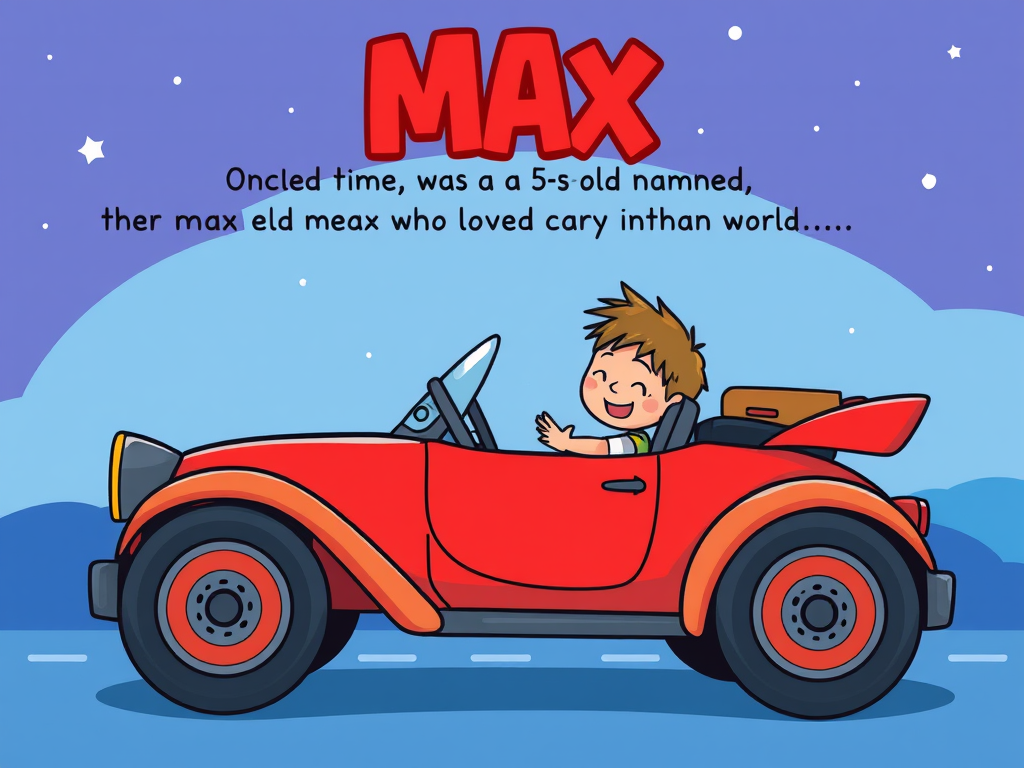 MAX
Oncled time, was a a 5-s-old namned,
ther max eld meax who loved cary inthan world.....